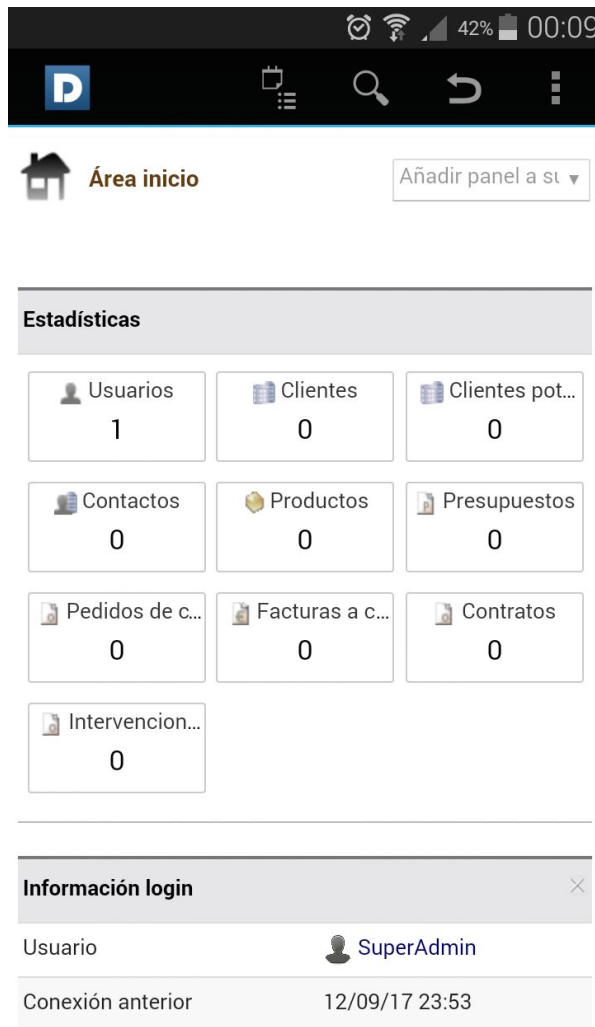 42% 00:09
D
Área inicio
Añadir panel a su
Estadísticas
Usuarios
1
Clientes
0
Clientes pot...
0
Contactos
0
Productos
0
Presupuestos
0
Pedidos de c...
0
Facturas a c...
0
Contratos
0
Intervencion...
0
Información login
Usuario SuperAdmin
Conexión anterior 12/09/17 23:53